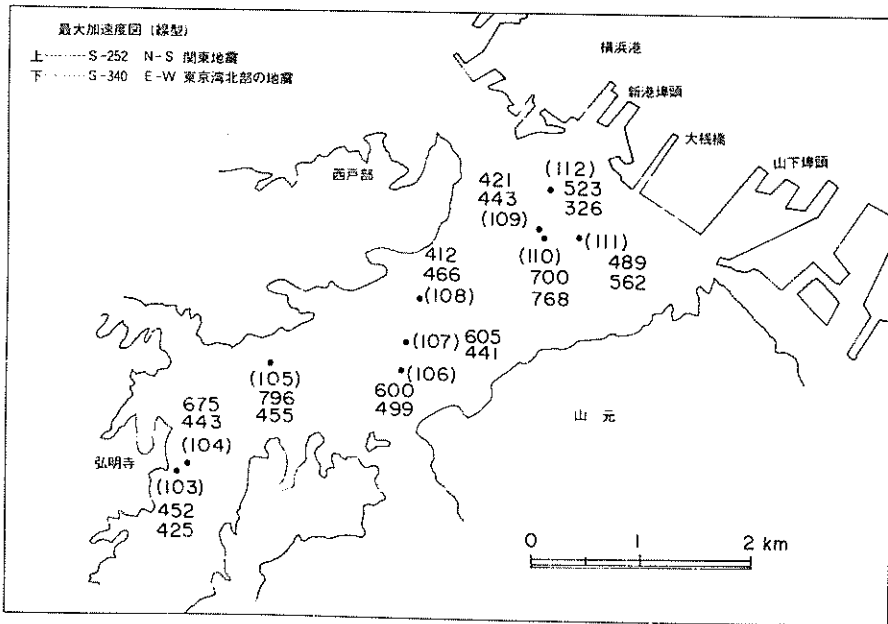 最大加速度図 (線型)
上……… S-252 N-S 関東地震
下……… S-340 E-W 東京湾北部の地震
横浜港
新港埠頭
大桟橋
山下埠頭
西戸部
421
443
(109)
(112)
523
326
(110)
700
768
(111)
489
562
412
466
(108)
(107)
605
441
(106)
600
499
(105)
796
455
675
443
(104)
弘明寺
(103)
452
425
山元
0 1 2 km